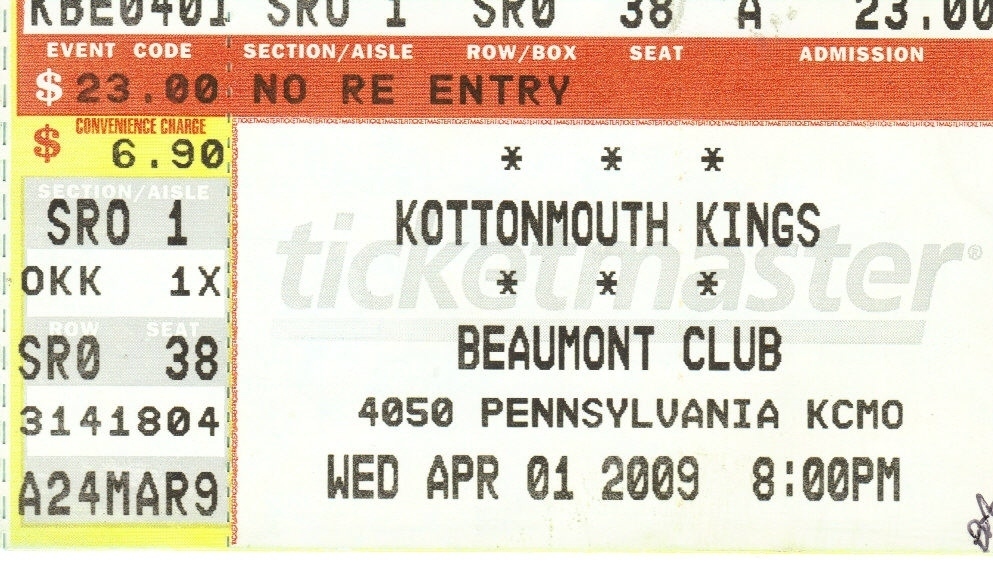 KBE0401 SRO 1 SRO 38 A 23.00
EVENT CODE SECTION/AISLE ROW/BOX SEAT ADMISSION
$ 23.00 NO RE ENTRY
CONVENIENCE CHARGE
$ 6.90
SECTION/AISLE
SRO 1
OKK 1X
ROW SEAT
SRO 38
3141804
A24MAR9
* * *
KOTTONMOUTH KINGS
ticketmaster®
* * *
BEAUMONT CLUB
4050 PENNSYLVANIA KCMO
WED APR 01 2009 8:00PM